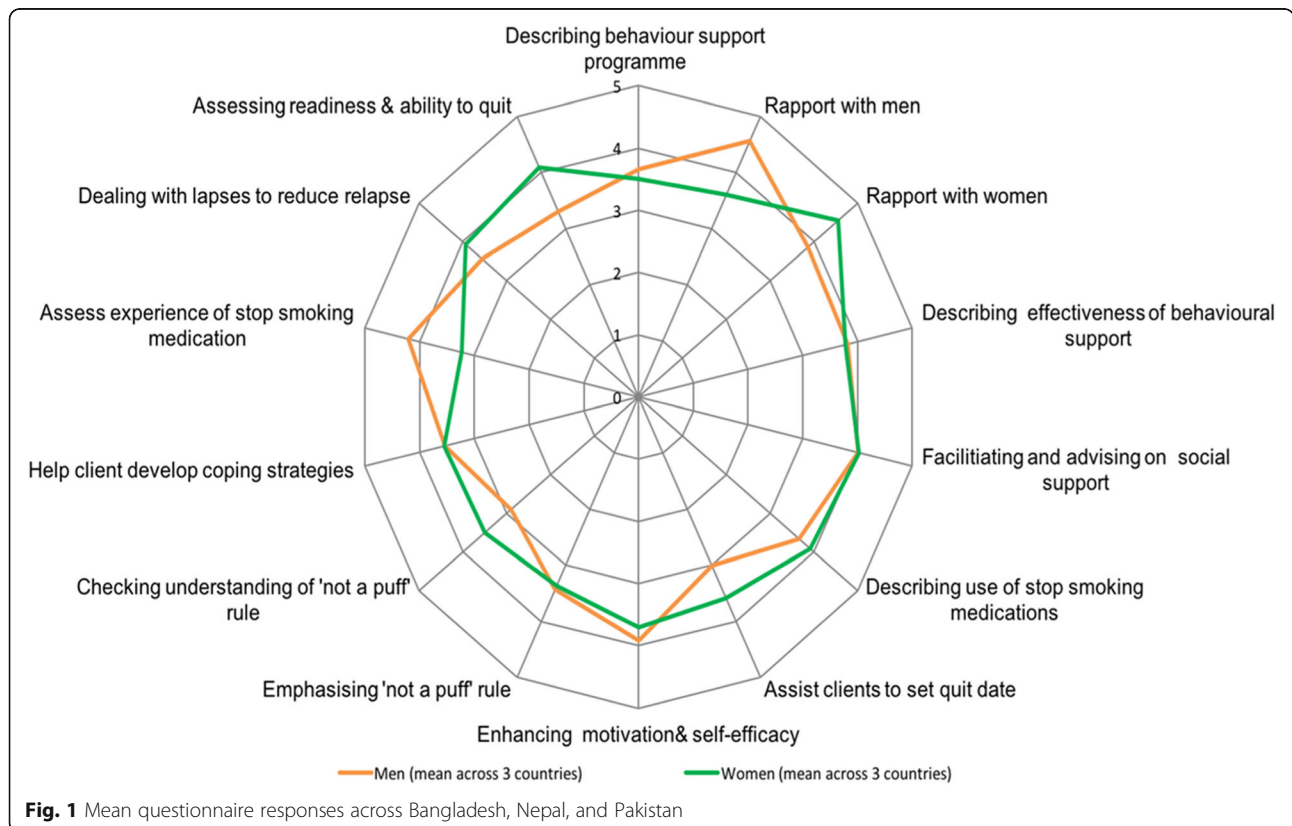 Describing behaviour support
programme
Assessing readiness & ability to quit
Rapport with men
Dealing with lapses to reduce relapse
Rapport with women
Assess experience of stop smoking
medication
Describing effectiveness of behavioural
support
Help client develop coping strategies
Facilitiating and advising on social
support
Checking understanding of 'not a puff'
rule
Describing use of stop smoking
medications
Emphasising 'not a puff' rule
Assist clients to set quit date
Enhancing motivation& self-efficacy
5
4
3
2
1
0
Men (mean across 3 countries)
Women (mean across 3 countries)
Fig. 1 Mean questionnaire responses across Bangladesh, Nepal, and Pakistan